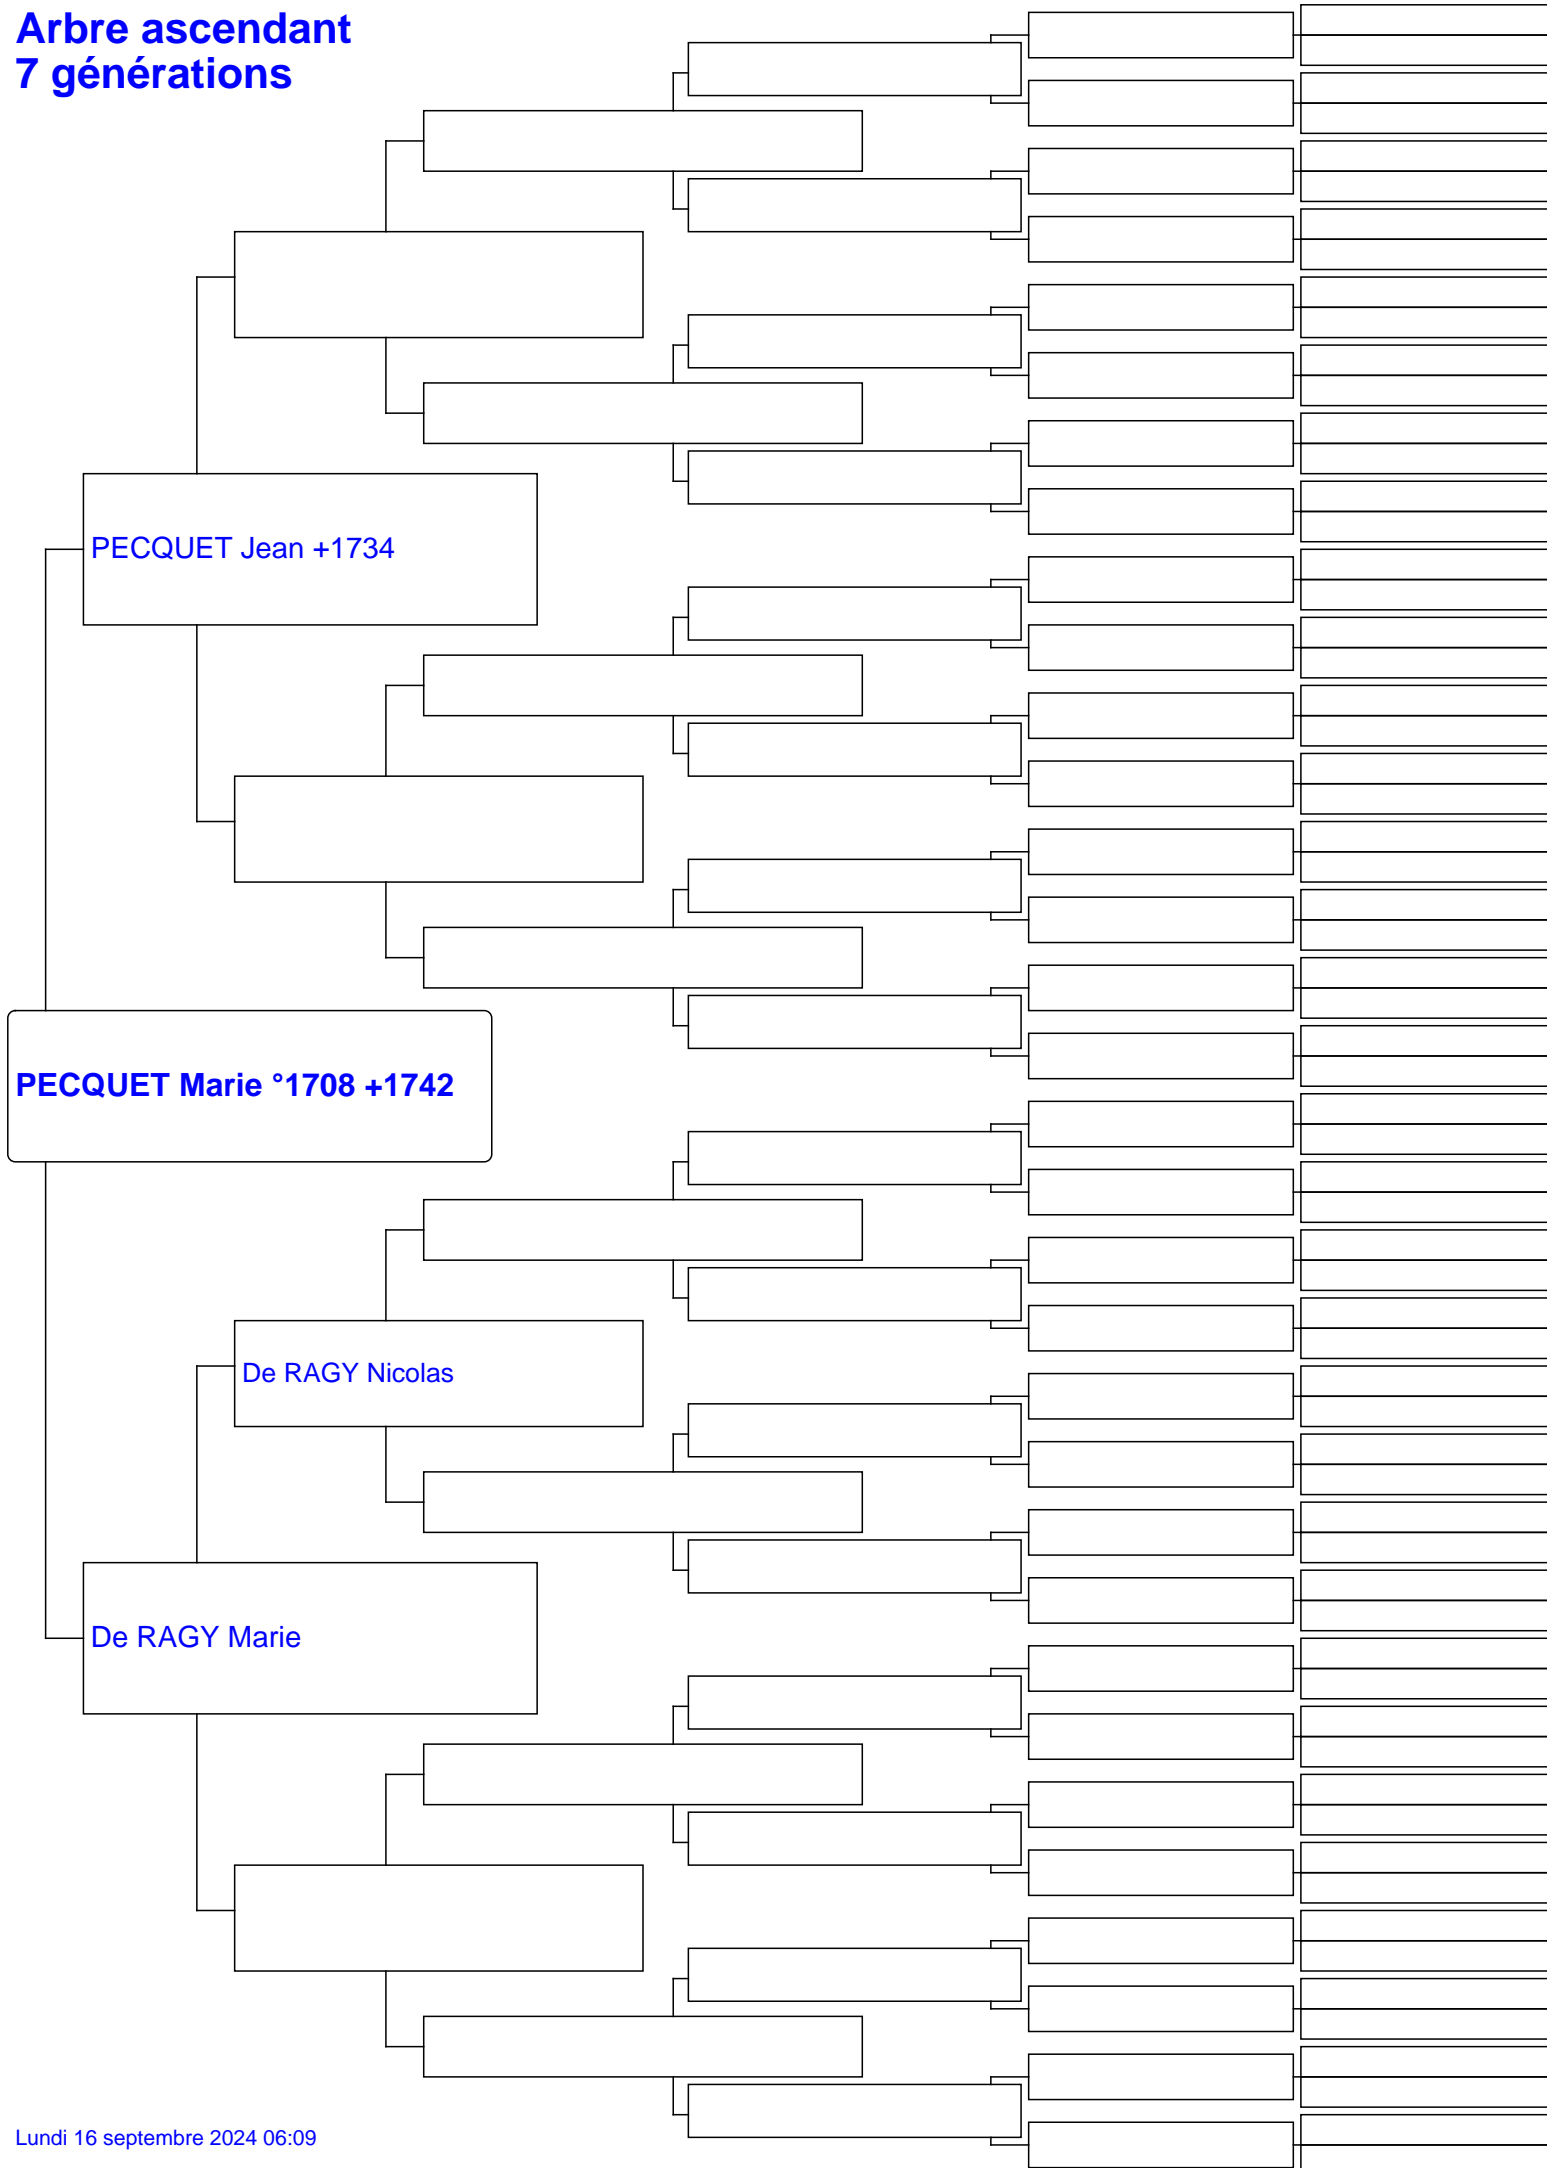 Arbre ascendant
7 générations
PECQUET Jean +1734
PECQUET Marie °1708 +1742
De RAGY Nicolas
De RAGY Marie
Lundi 16 septembre 2024 06:09